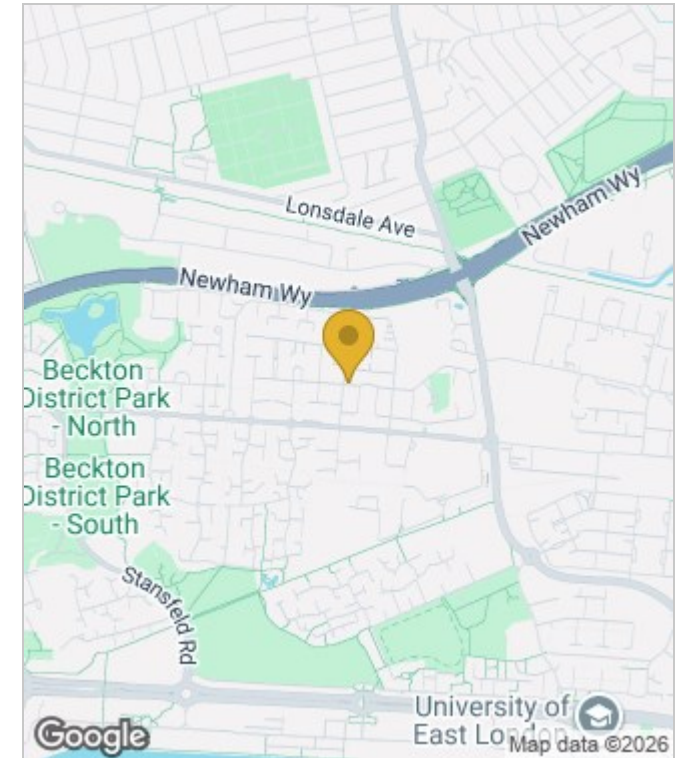 Lonsdale Ave
Newham Wy
Newham Wy
Beckton
District Park
- North
Beckton
District Park
- South
Stansfeld Rd
University of
East London
Google
Map data ©2026